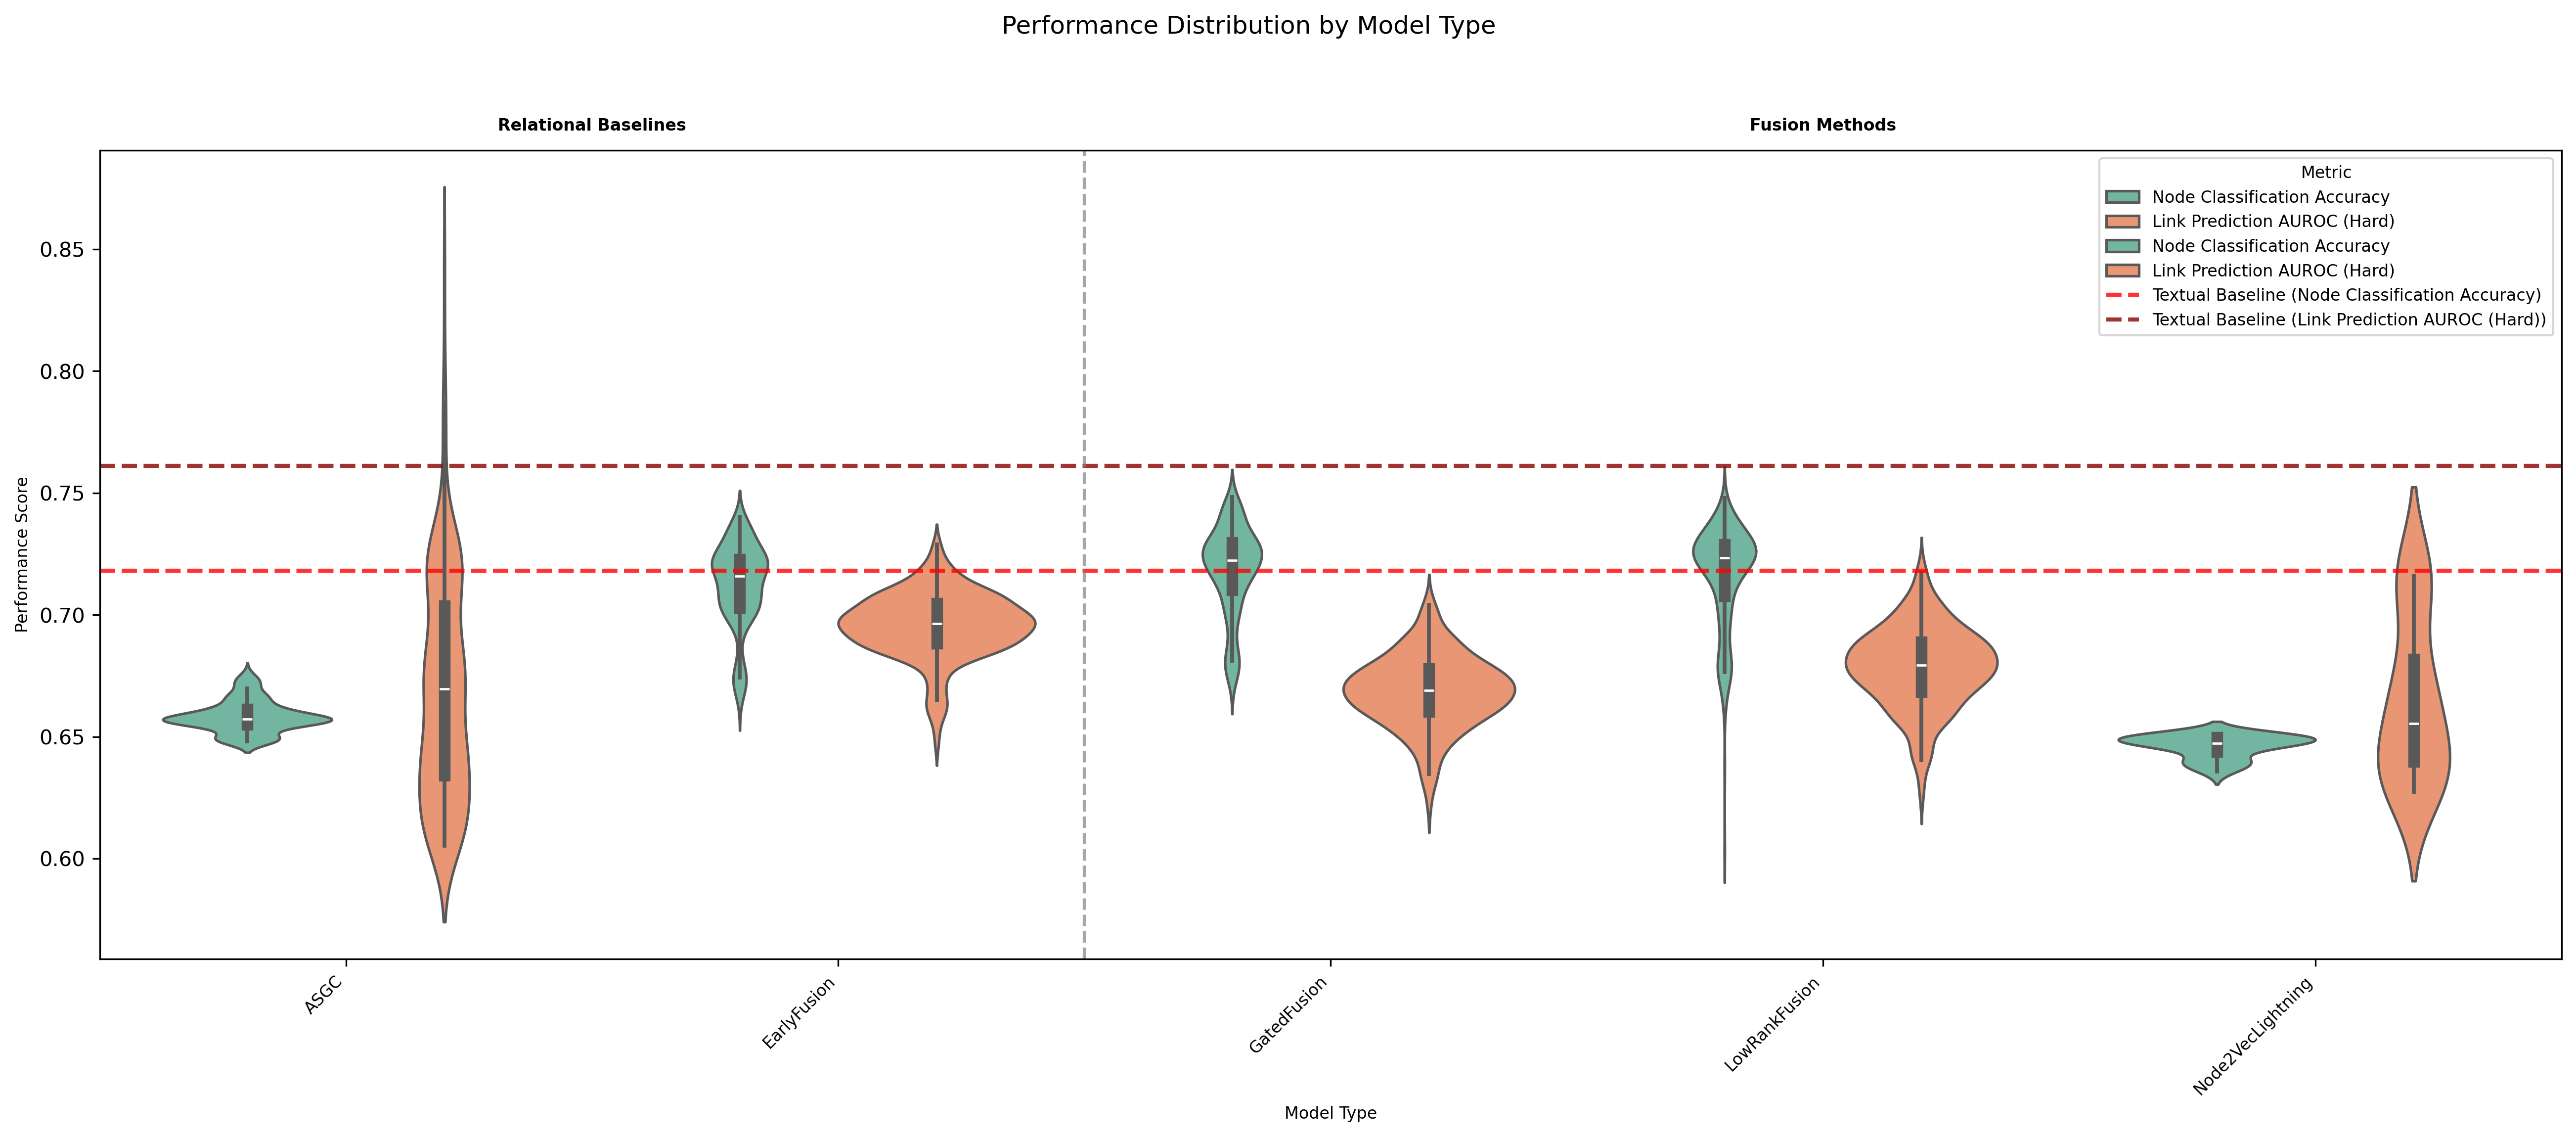 Performance Distribution by Model Type
Relational Baselines
Fusion Methods
Metric
Node Classification Accuracy
Link Prediction AUROC (Hard)
Node Classification Accuracy
Link Prediction AUROC (Hard)
Textual Baseline (Node Classification Accuracy)
Textual Baseline (Link Prediction AUROC (Hard))
Performance Score
0.85
0.80
0.75
0.70
0.65
0.60
ASGC
EarlyFusion
GatedFusion
LowRankFusion
Node2VecLightning
Model Type